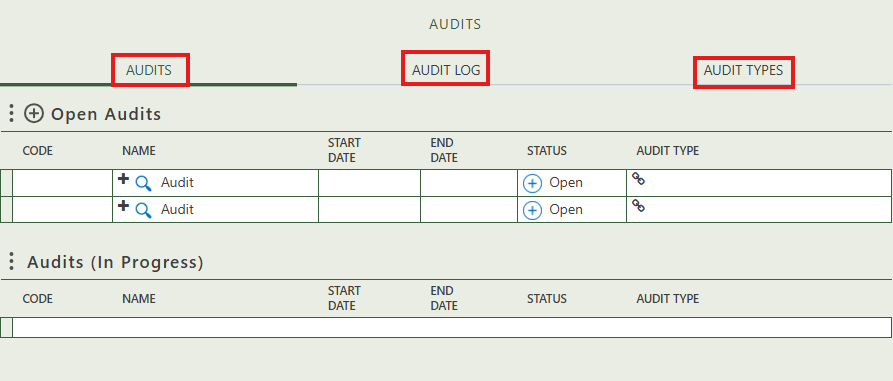 AUDITS
AUDITS AUDIT LOG AUDIT TYPES
Open Audits
CODE NAME START DATE END DATE STATUS AUDIT TYPE
Audit Open
Audit Open
Audits (In Progress)
CODE NAME START DATE END DATE STATUS AUDIT TYPE